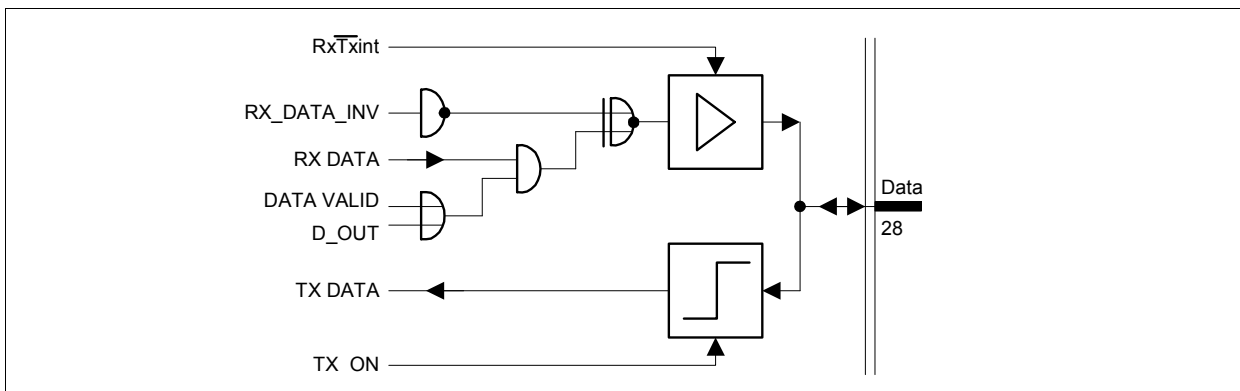 RxTxint
RX_DATA_INV
RX DATA
DATA VALID
D_OUT
TX DATA
TX ON
Data
28